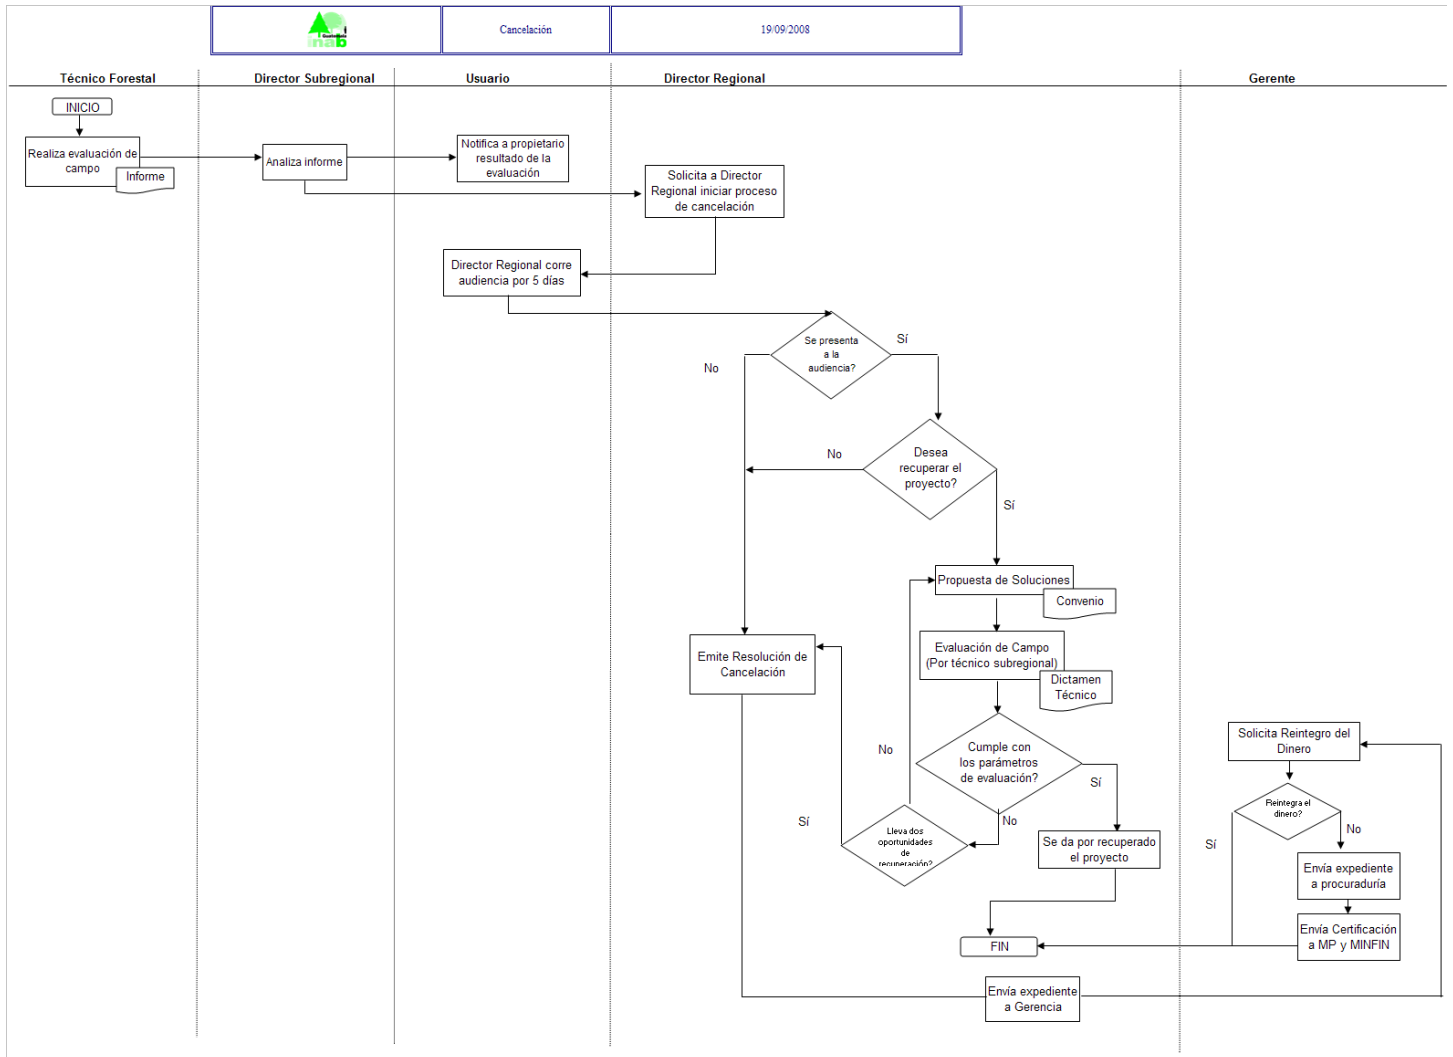 Guatemala
inab
Cancelación
19/09/2008
Técnico Forestal
Director Subregional
Usuario
Director Regional
Gerente
INICIO
Realiza evaluación de
campo
Informe
Analiza informe
Notifica a propietario
resultado de la
evaluación
Solicita a Director
Regional iniciar proceso
de cancelación
Director Regional corre
audiencia por 5 días
Se presenta
a la
audiencia?
Sí
No
Desea
recuperar el
proyecto?
No
Sí
Propuesta de Soluciones
Convenio
Evaluación de Campo
(Por técnico subregional)
Dictamen
Técnico
Emite Resolución de
Cancelación
Cumple con
los parámetros
de evaluación?
No
Sí
No
Sí
Lleva dos
oportunidades
de
recuperación?
Se da por recuperado
el proyecto
Solicita Reintegro del
Dinero
Reintegra el
dinero?
No
Sí
Envía expediente
a procuraduría
Envía Certificación
a MP y MINFIN
FIN
Envía expediente
a Gerencia